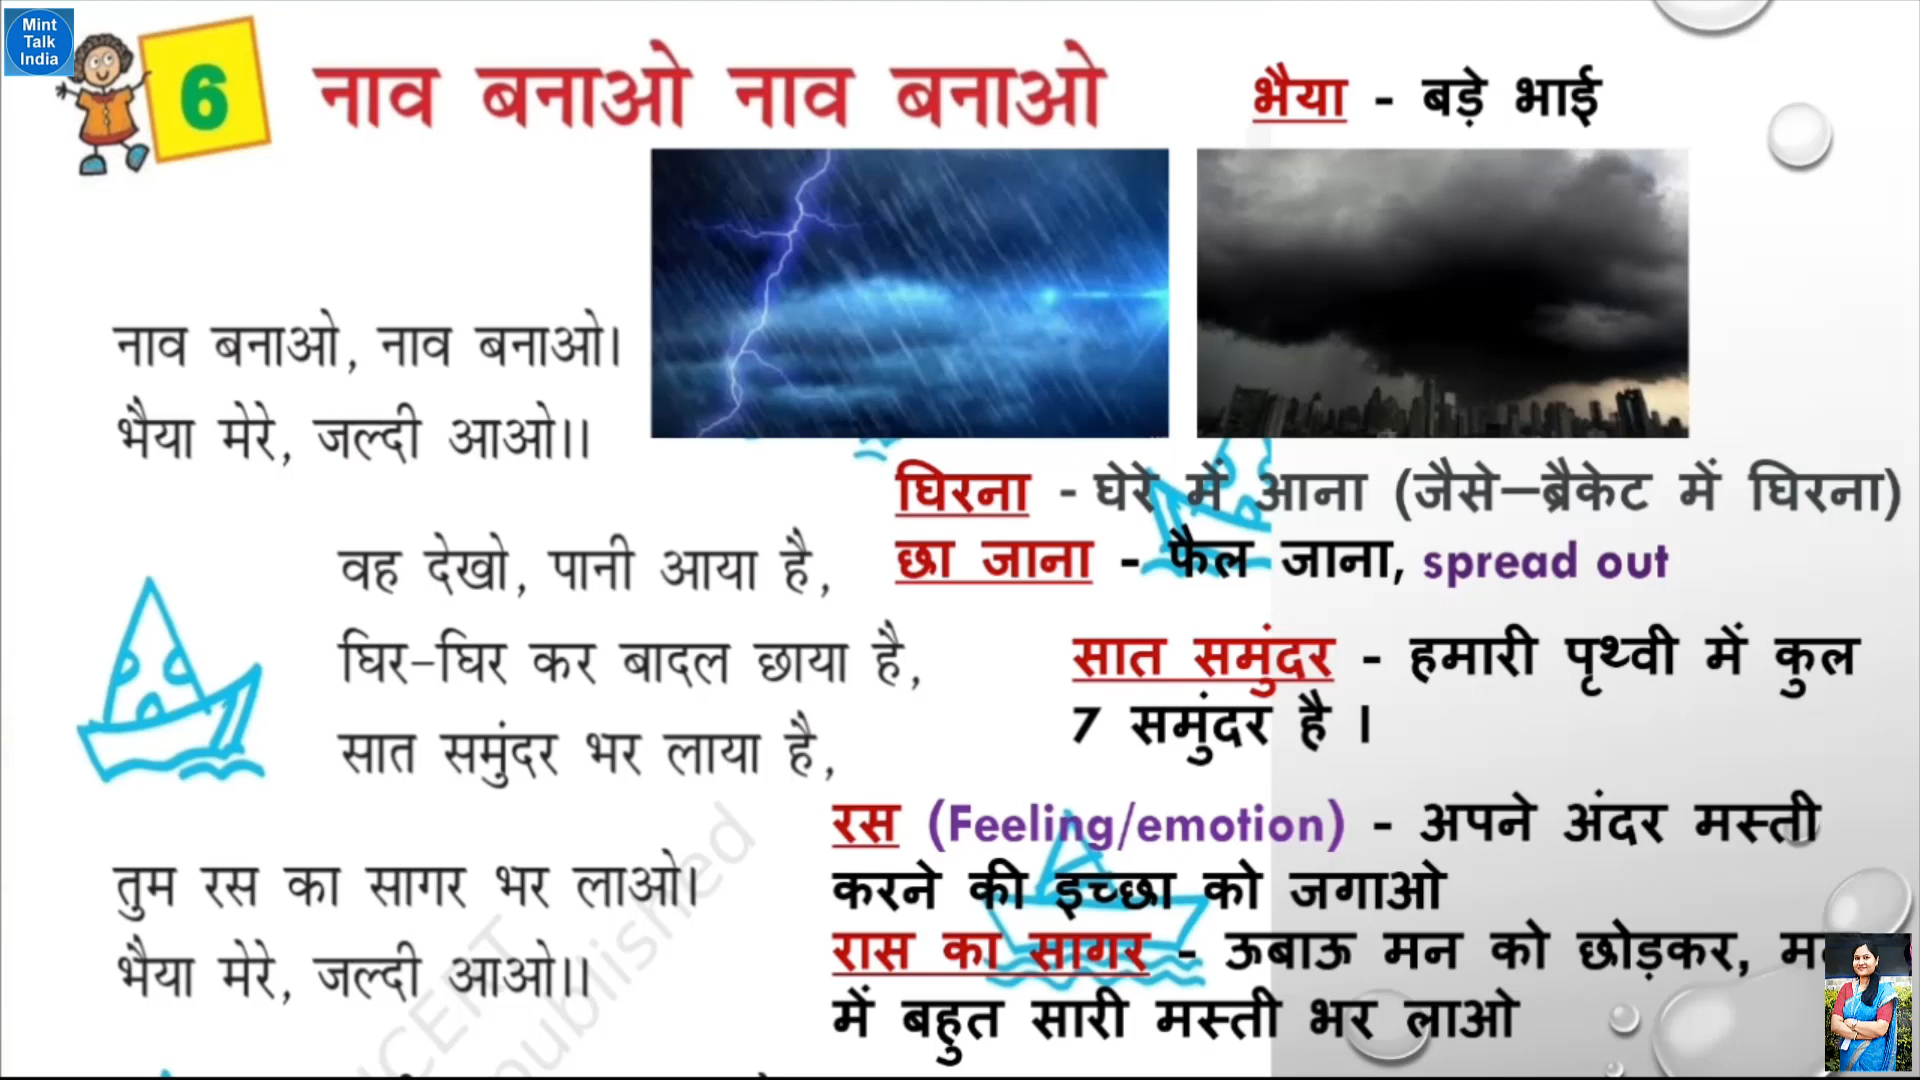 Mint
Talk
India
6
नाव बनाओ नाव बनाओ
भैया - बड़े भाई
नाव बनाओ, नाव बनाओ।
भैया मेरे, जल्दी आओ।।
घिरना - घेरे में आना (जैसे–ब्रैकेट में घिरना)
छा जाना - फैल जाना, spread out
वह देखो, पानी आया है,
घिर-घिर कर बादल छाया है,
सात समुंदर भर लाया है,
सात समुंदर - हमारी पृथ्वी में कुल
7 समुंदर है ।
रस (Feeling/emotion) - अपने अंदर मस्ती
करने की इच्छा को जगाओ
रास का सागर - ऊबाऊ मन को छोड़कर,
में बहुत सारी मस्ती भर लाओ
तुम रस का सागर भर लाओ।
भैया मेरे, जल्दी आओ।।
published